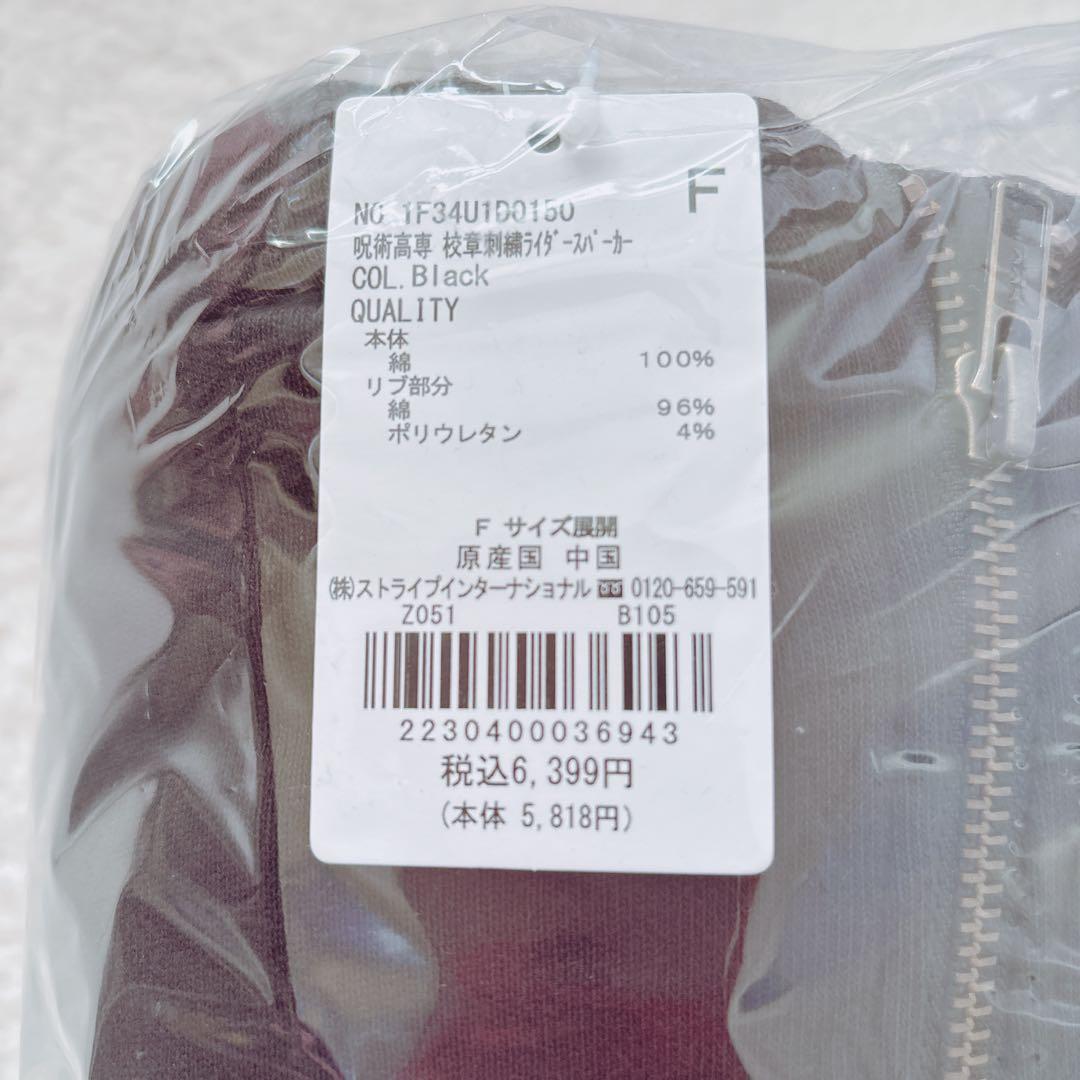 F
NO.1F34U1D0150
呪術高専 校章刺繍ﾗｲﾀﾞｰｽﾊﾟｰｶｰ
COL.Black
QUALITY
本体
綿 100%
リブ部分
綿 96%
ポリウレタン 4%
F サイズ展開
原産国 中国
(株)ストライプインターナショナル 0120-659-591
Z051 B105
2230400036943
税込6,399円
(本体 5,818円)